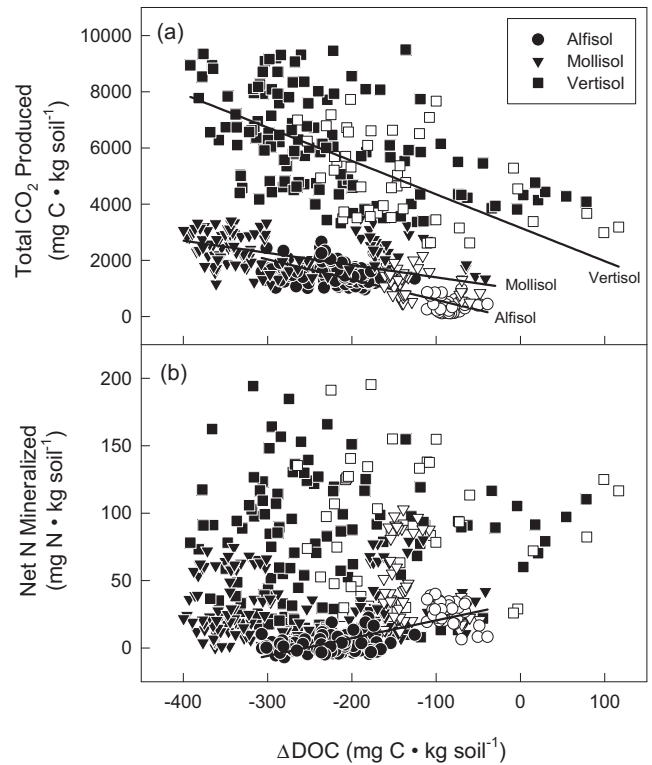 (a)
Alfisol
Mollisol
Vertisol
10000
8000
6000
4000
2000
0
Total CO₂ Produced
(mg C • kg soil⁻¹)
Vertisol
Mollisol
Alfisol
(b)
200
150
100
50
0
Net N Mineralized
(mg N • kg soil⁻¹)
-400 -300 -200 -100 0 100
ΔDOC (mg C • kg soil⁻¹)